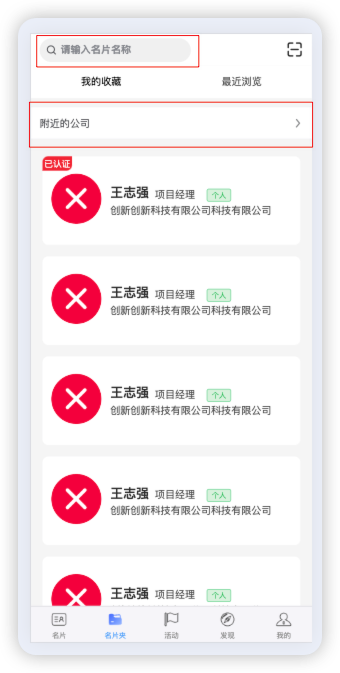 请输入名片名称
我的收藏 最近浏览
附近的公司
已认证
王志强 项目经理 个人
创新创新科技有限公司科技有限公司
王志强 项目经理 个人
创新创新科技有限公司科技有限公司
王志强 项目经理 个人
创新创新科技有限公司科技有限公司
王志强 项目经理 个人
创新创新科技有限公司科技有限公司
王志强 项目经理 个人
名片 名片夹 活动 发现 我的